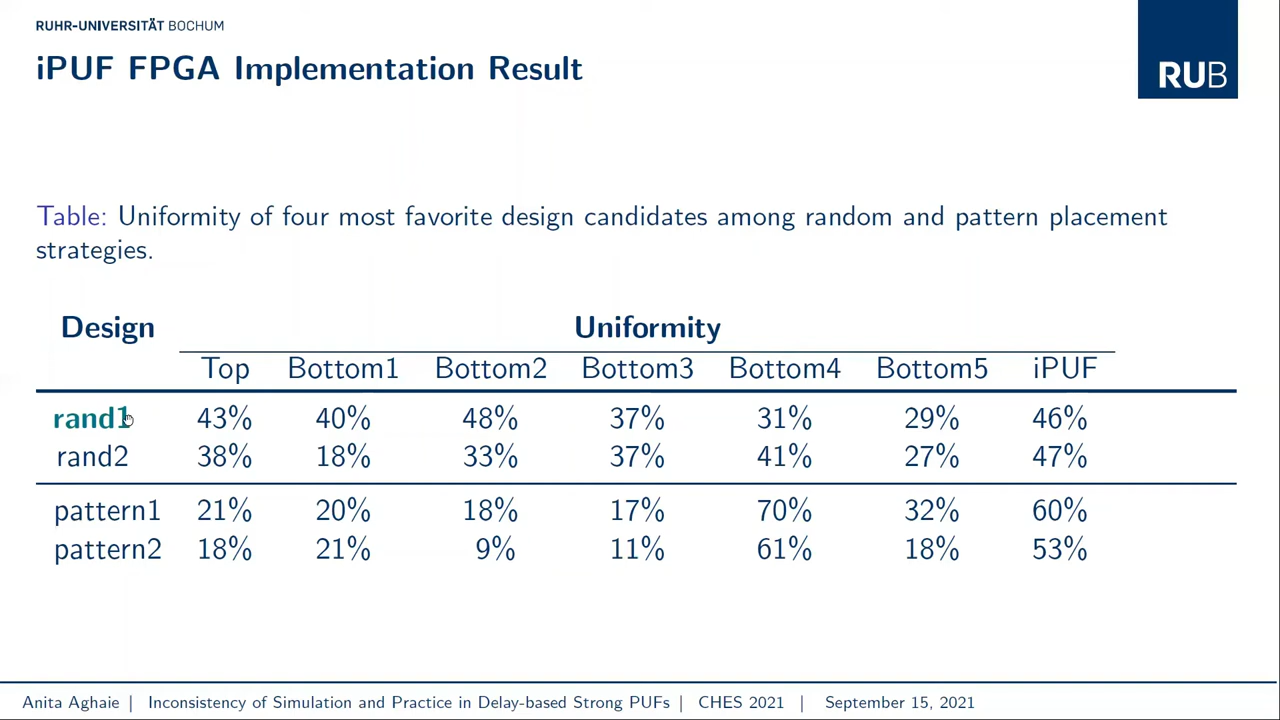 RUHR-UNIVERSITÄT BOCHUM
iPUF FPGA Implementation Result
RUB
Table: Uniformity of four most favorite design candidates among random and pattern placement
strategies.
Design Uniformity
Top Bottom1 Bottom2 Bottom3 Bottom4 Bottom5 iPUF
rand1 43% 40% 48% 37% 31% 29% 46%
rand2 38% 18% 33% 37% 41% 27% 47%
pattern1 21% 20% 18% 17% 70% 32% 60%
pattern2 18% 21% 9% 11% 61% 18% 53%
Anita Aghaie | Inconsistency of Simulation and Practice in Delay-based Strong PUFs | CHES 2021 | September 15, 2021